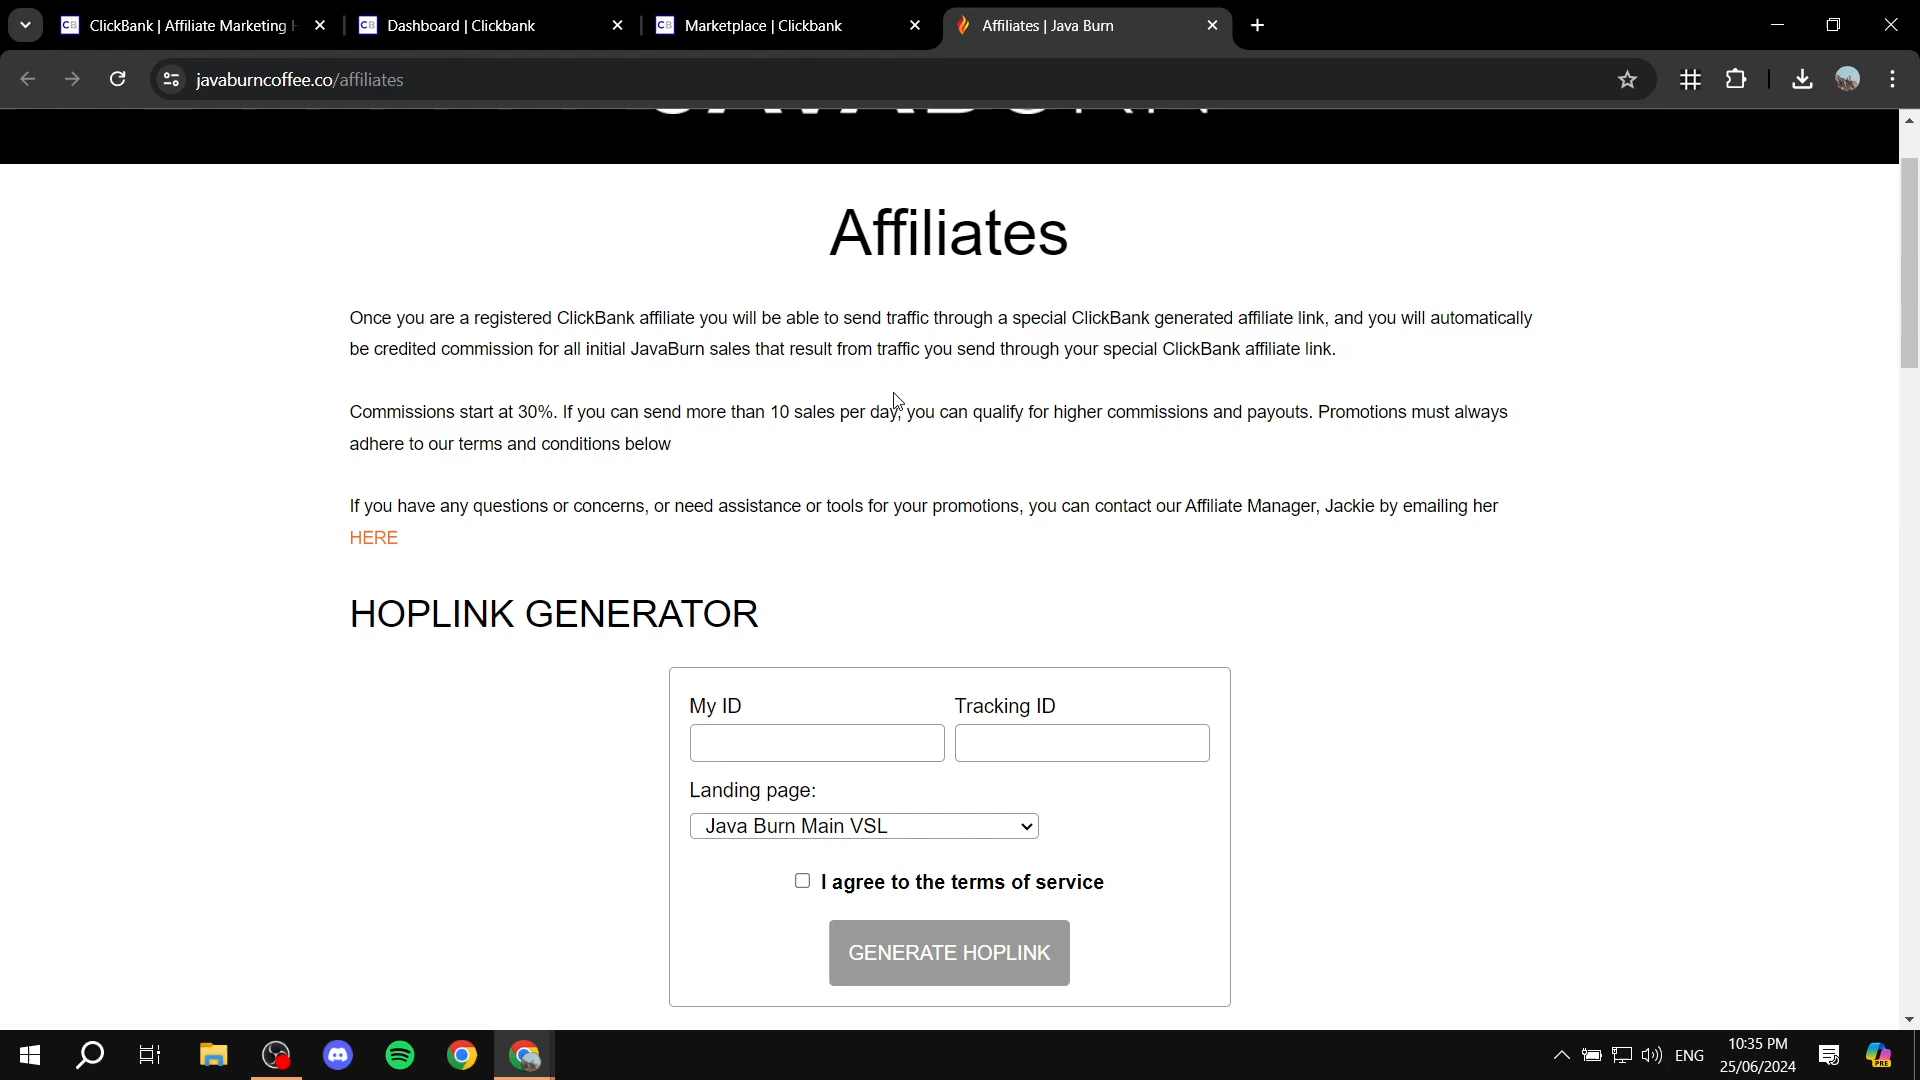 ClickBank | Affiliate Marketing
Dashboard | Clickbank
Marketplace | Clickbank
Affiliates | Java Burn
javaburncoffee.co/affiliates
Affiliates
Once you are a registered ClickBank affiliate you will be able to send traffic through a special ClickBank generated affiliate link, and you will automatically
be credited commission for all initial JavaBurn sales that result from traffic you send through your special ClickBank affiliate link.
Commissions start at 30%. If you can send more than 10 sales per day, you can qualify for higher commissions and payouts. Promotions must always
adhere to our terms and conditions below
If you have any questions or concerns, or need assistance or tools for your promotions, you can contact our Affiliate Manager, Jackie by emailing her
HERE
HOPLINK GENERATOR
My ID
Tracking ID
Landing page:
Java Burn Main VSL
I agree to the terms of service
GENERATE HOPLINK
ENG
10:35 PM
25/06/2024